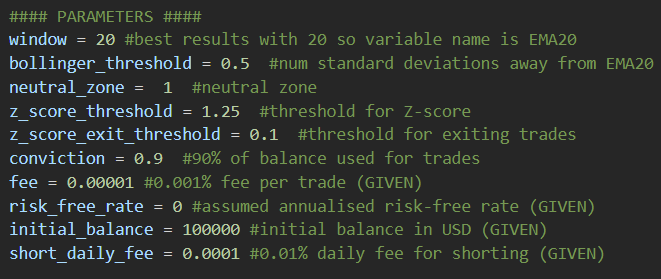 #### PARAMETERS ####
window = 20 #best results with 20 so variable name is EMA20
bollinger_threshold = 0.5  #num standard deviations away from EMA20
neutral_zone =  1  #neutral zone
z_score_threshold = 1.25  #threshold for Z-score
z_score_exit_threshold = 0.1  #threshold for exiting trades
conviction = 0.9  #90% of balance used for trades
fee = 0.00001 #0.001% fee per trade (GIVEN)
risk_free_rate = 0 #assumed annualised risk-free rate (GIVEN)
initial_balance = 100000 #initial balance in USD (GIVEN)
short_daily_fee = 0.0001 #0.01% daily fee for shorting (GIVEN)